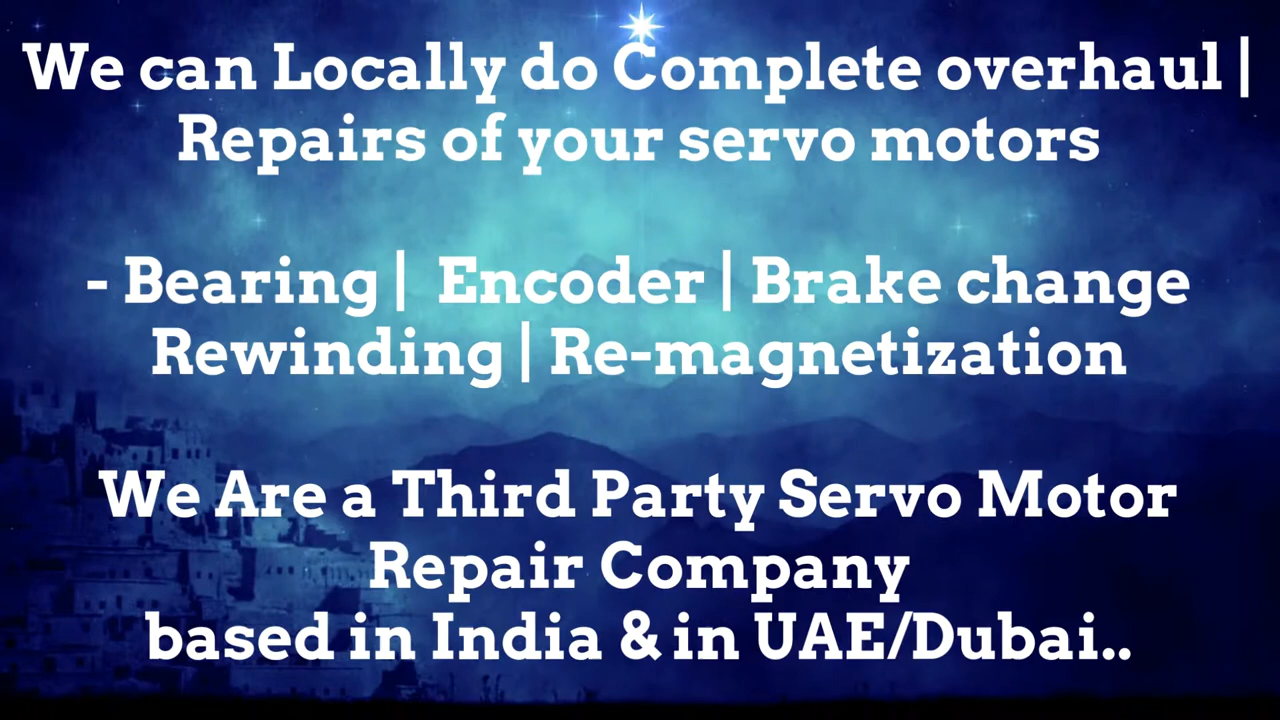 We can Locally do Complete overhaul |
Repairs of your servo motors
- Bearing |  Encoder | Brake change
Rewinding | Re-magnetization
We Are a Third Party Servo Motor
Repair Company
based in India & in UAE/Dubai..